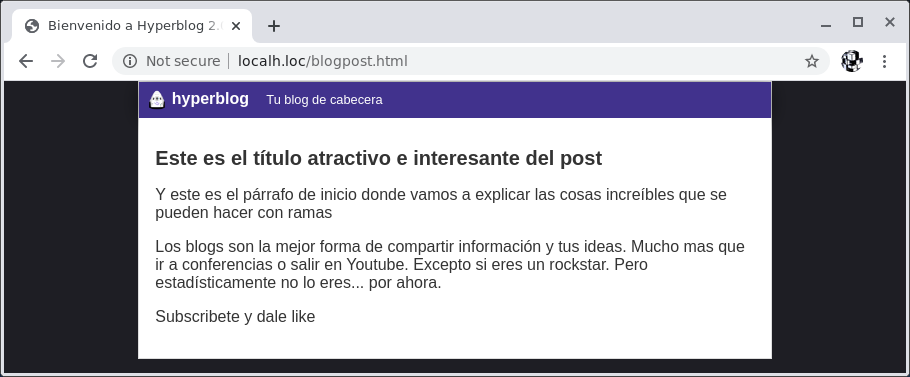 Bienvenido a Hyperblog 2.
Not secure localh.loc/blogpost.html
hyperblog Tu blog de cabecera
Este es el título atractivo e interesante del post
Y este es el párrafo de inicio donde vamos a explicar las cosas increíbles que se
pueden hacer con ramas
Los blogs son la mejor forma de compartir información y tus ideas. Mucho mas que
ir a conferencias o salir en Youtube. Excepto si eres un rockstar. Pero
estadísticamente no lo eres... por ahora.
Subscribete y dale like